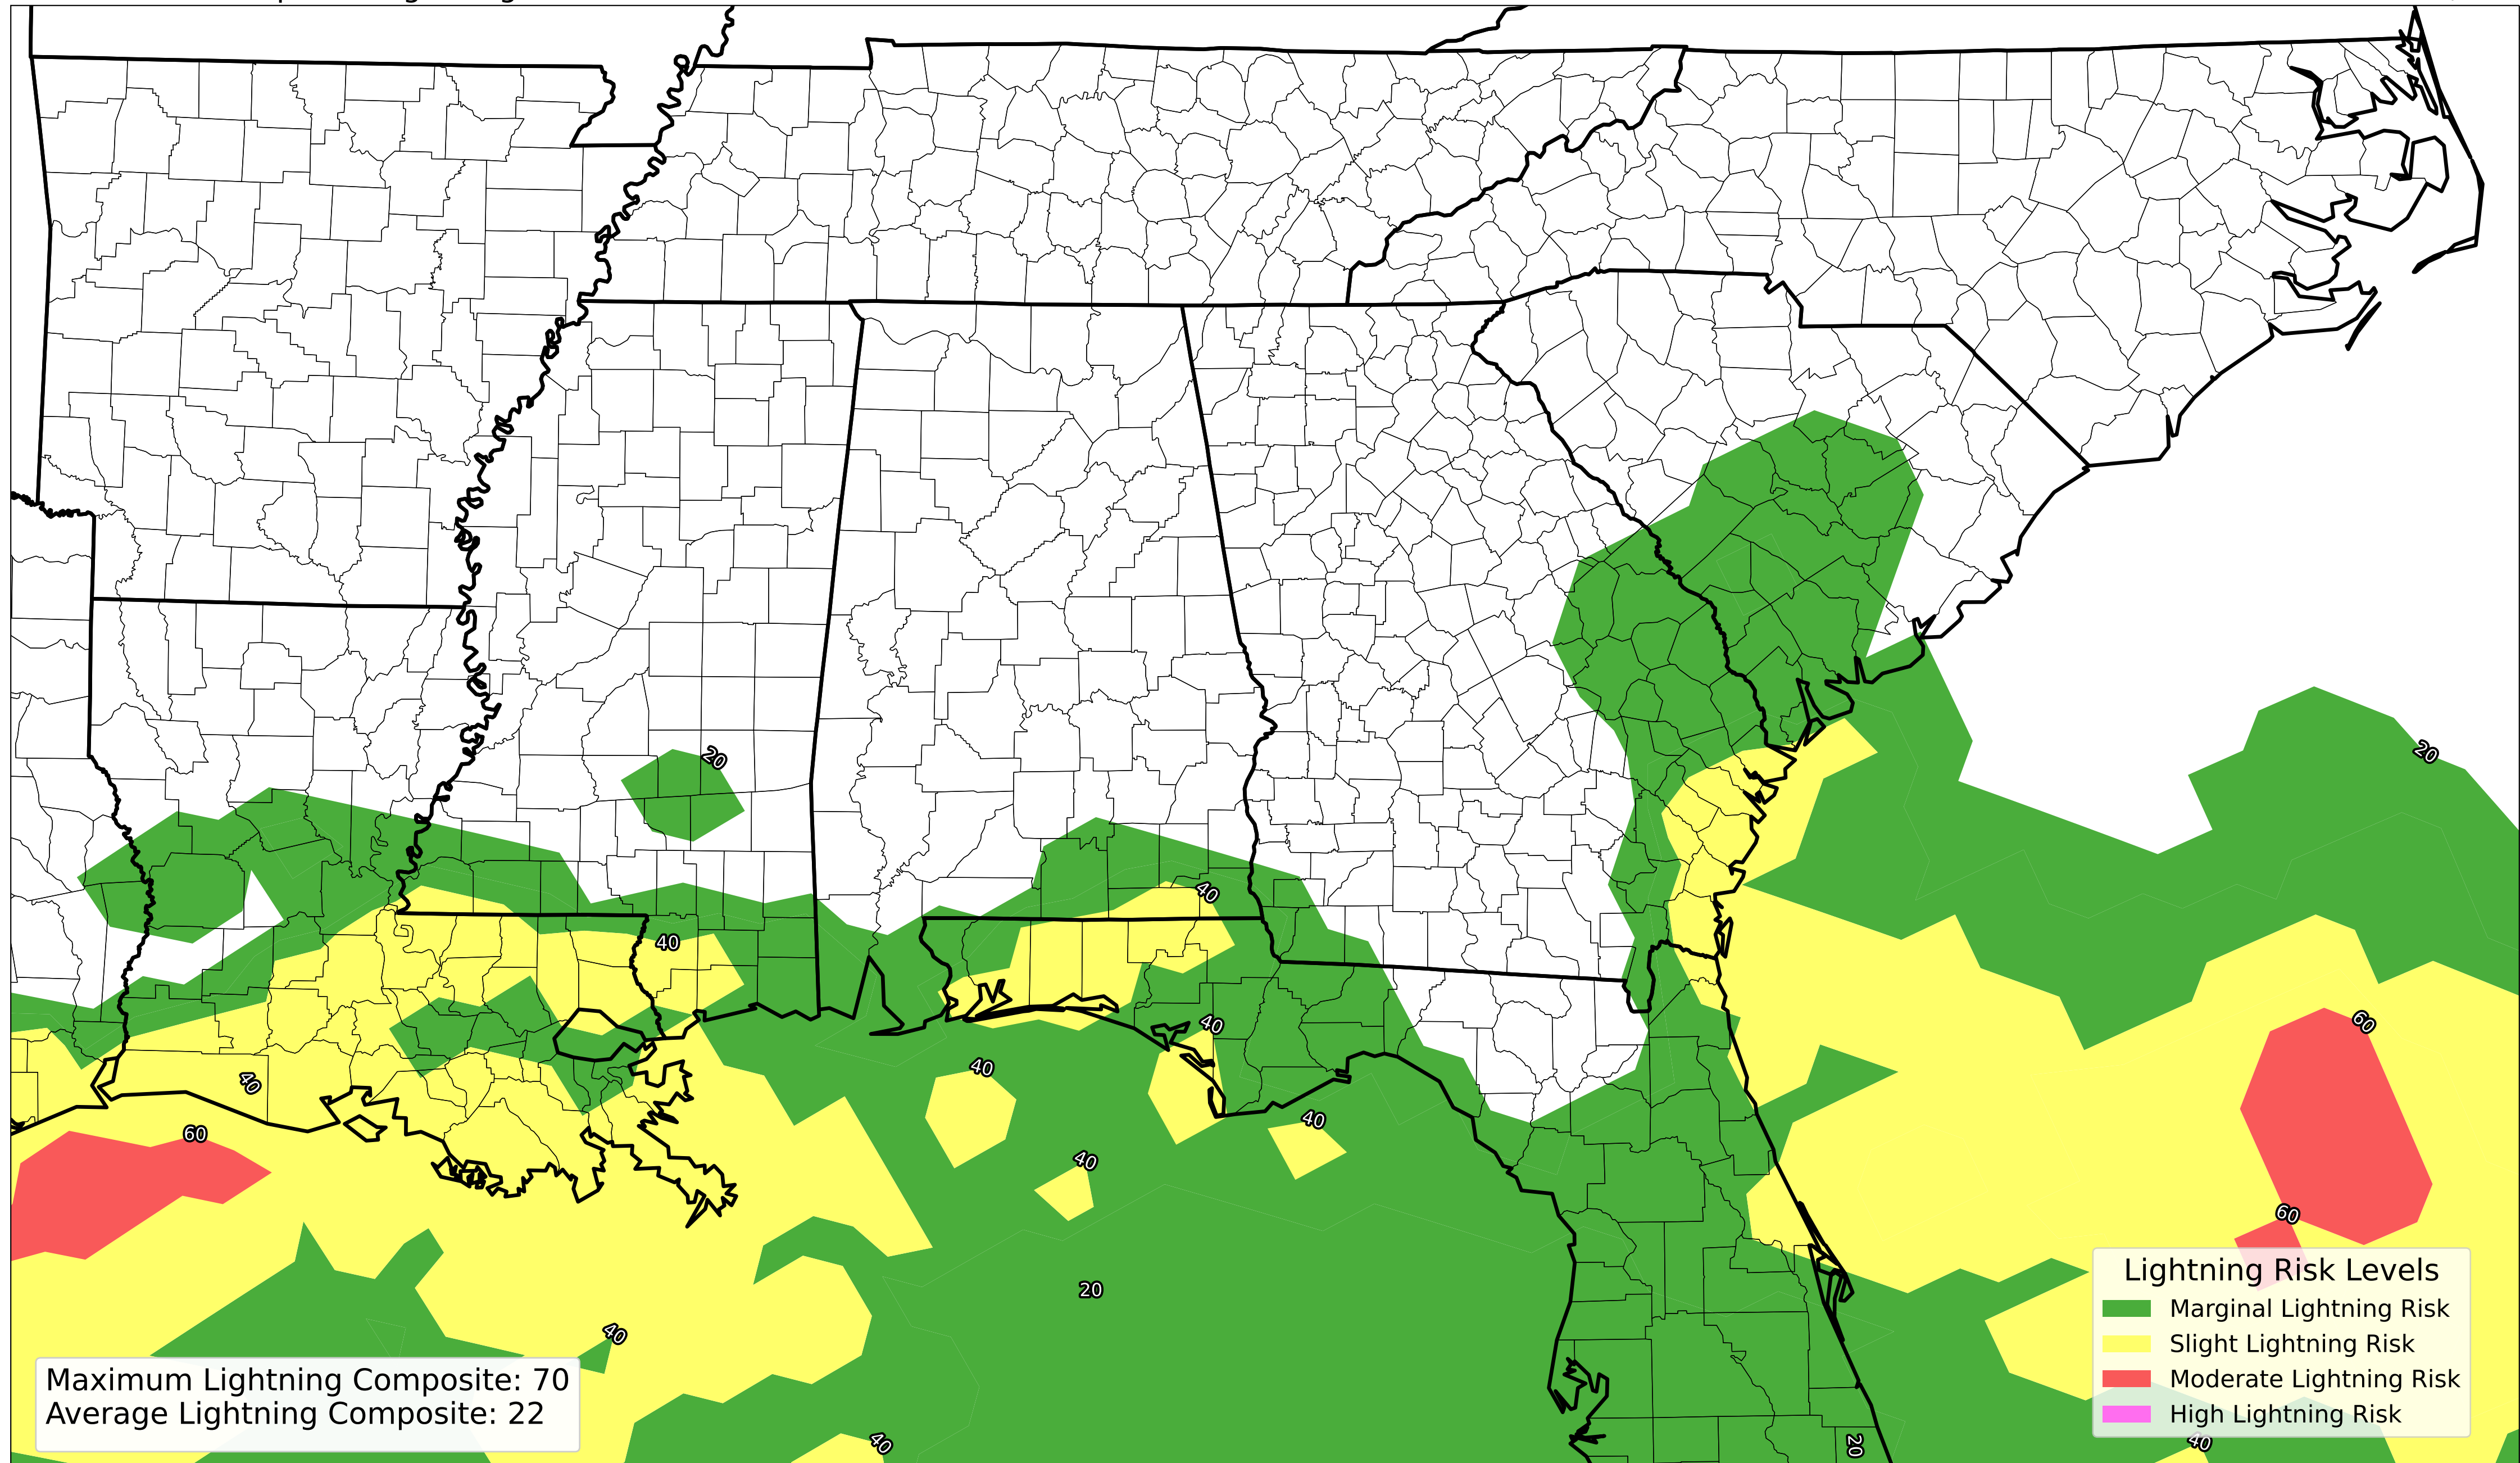 20
20
40
40
60
40
40
40
40
60
40
60
20
40
Lightning Risk Levels
Marginal Lightning Risk
Slight Lightning Risk
Moderate Lightning Risk
High Lightning Risk
Maximum Lightning Composite: 70
Average Lightning Composite: 22
40
40
20